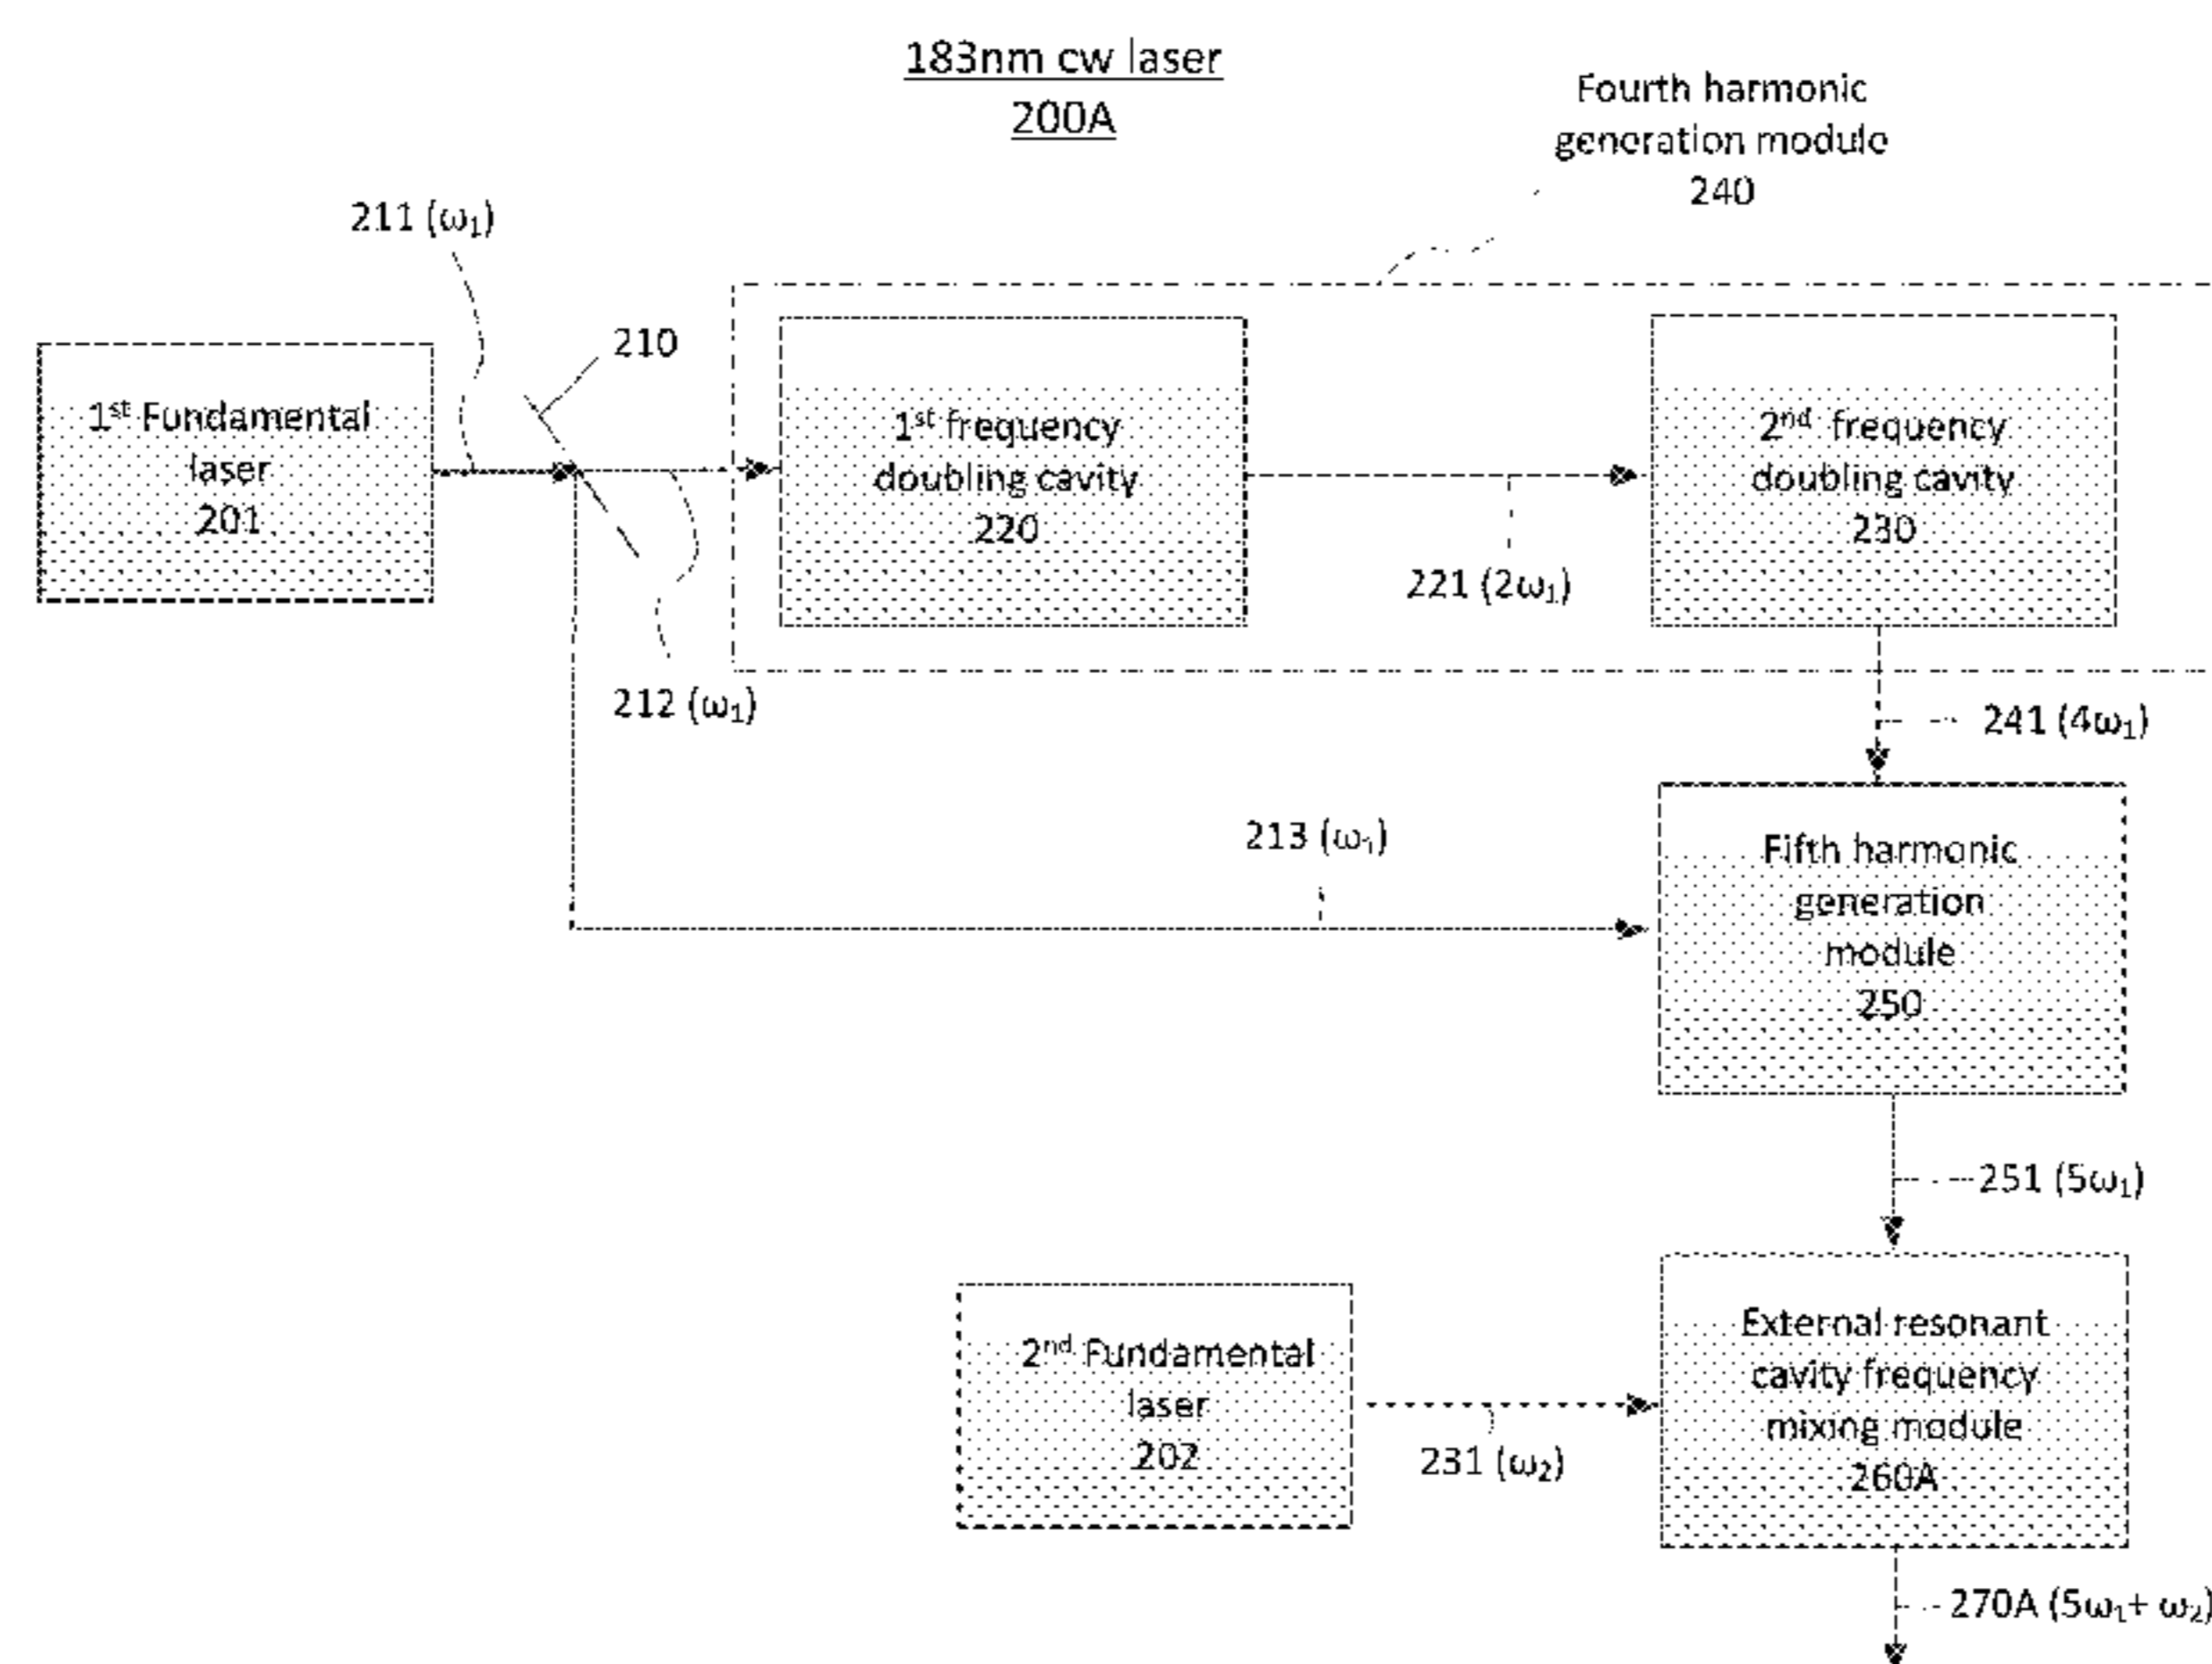 183nm cw laser
200A
Fourth harmonic
generation module
240
211 (ω₁)
210
1ˢᵗ Fundamental
laser
201
1ˢᵗ frequency
doubling cavity
220
2ⁿᵈ frequency
doubling cavity
230
221 (2ω₁)
212 (ω₁)
241 (4ω₁)
213 (ω₁)
Fifth harmonic
generation
module
250
251 (5ω₁)
2ⁿᵈ Fundamental
laser
202
231 (ω₂)
External resonant
cavity frequency
mixing module
260A
270A (5ω₁+ ω₂)